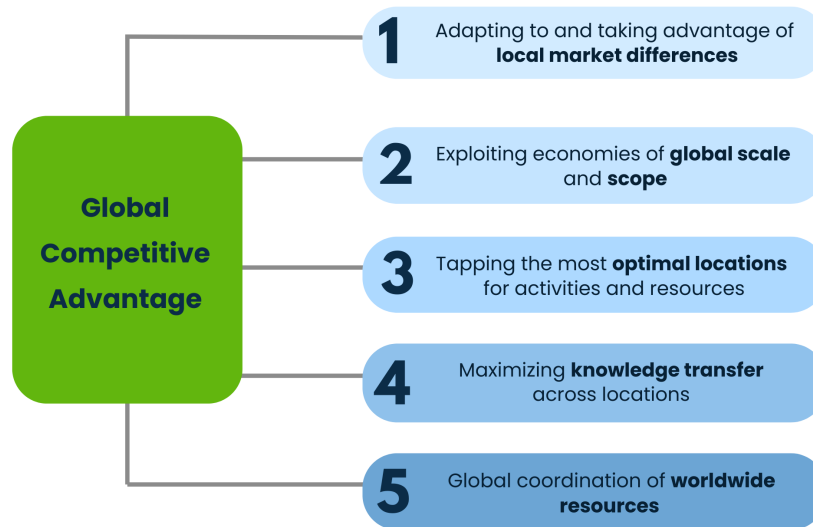 Global
Competitive
Advantage
1
Adapting to and taking advantage of
local market differences
2
Exploiting economies of global scale
and scope
3
Tapping the most optimal locations
for activities and resources
4
Maximizing knowledge transfer
across locations
5
Global coordination of worldwide
resources